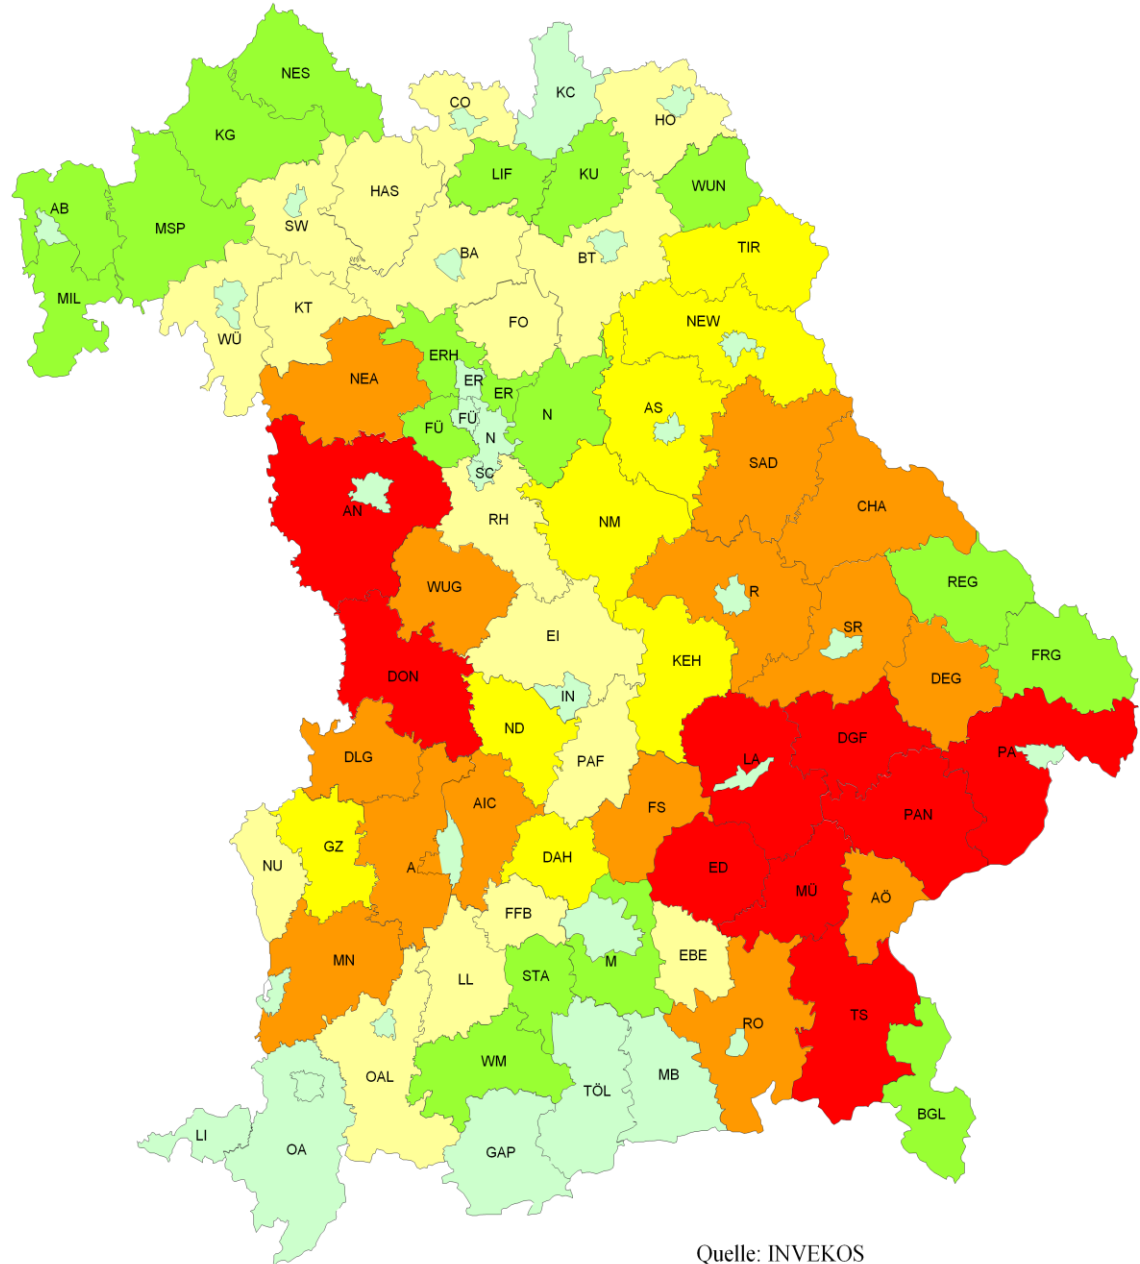 NES
KC
CO
HO
KG
LIF
KU
WUN
HAS
AB
SW
MSP
TIR
BA
BT
MIL
KT
FO
NEW
WÜ
ERH
NEA
ER
ER
AS
FÜ
FÜ
N
N
SC
SAD
AN
RH
NM
CHA
REG
WUG
R
SR
EI
FRG
KEH
DON
DEG
IN
ND
DGF
PA
DLG
LA
PAF
AIC
FS
PAN
GZ
DAH
NU
A
ED
MÜ
AÖ
FFB
EBE
MN
M
STA
LL
TS
RO
WM
OAL
MB
TÖL
BGL
LI
OA
GAP
Quelle: INVEKOS